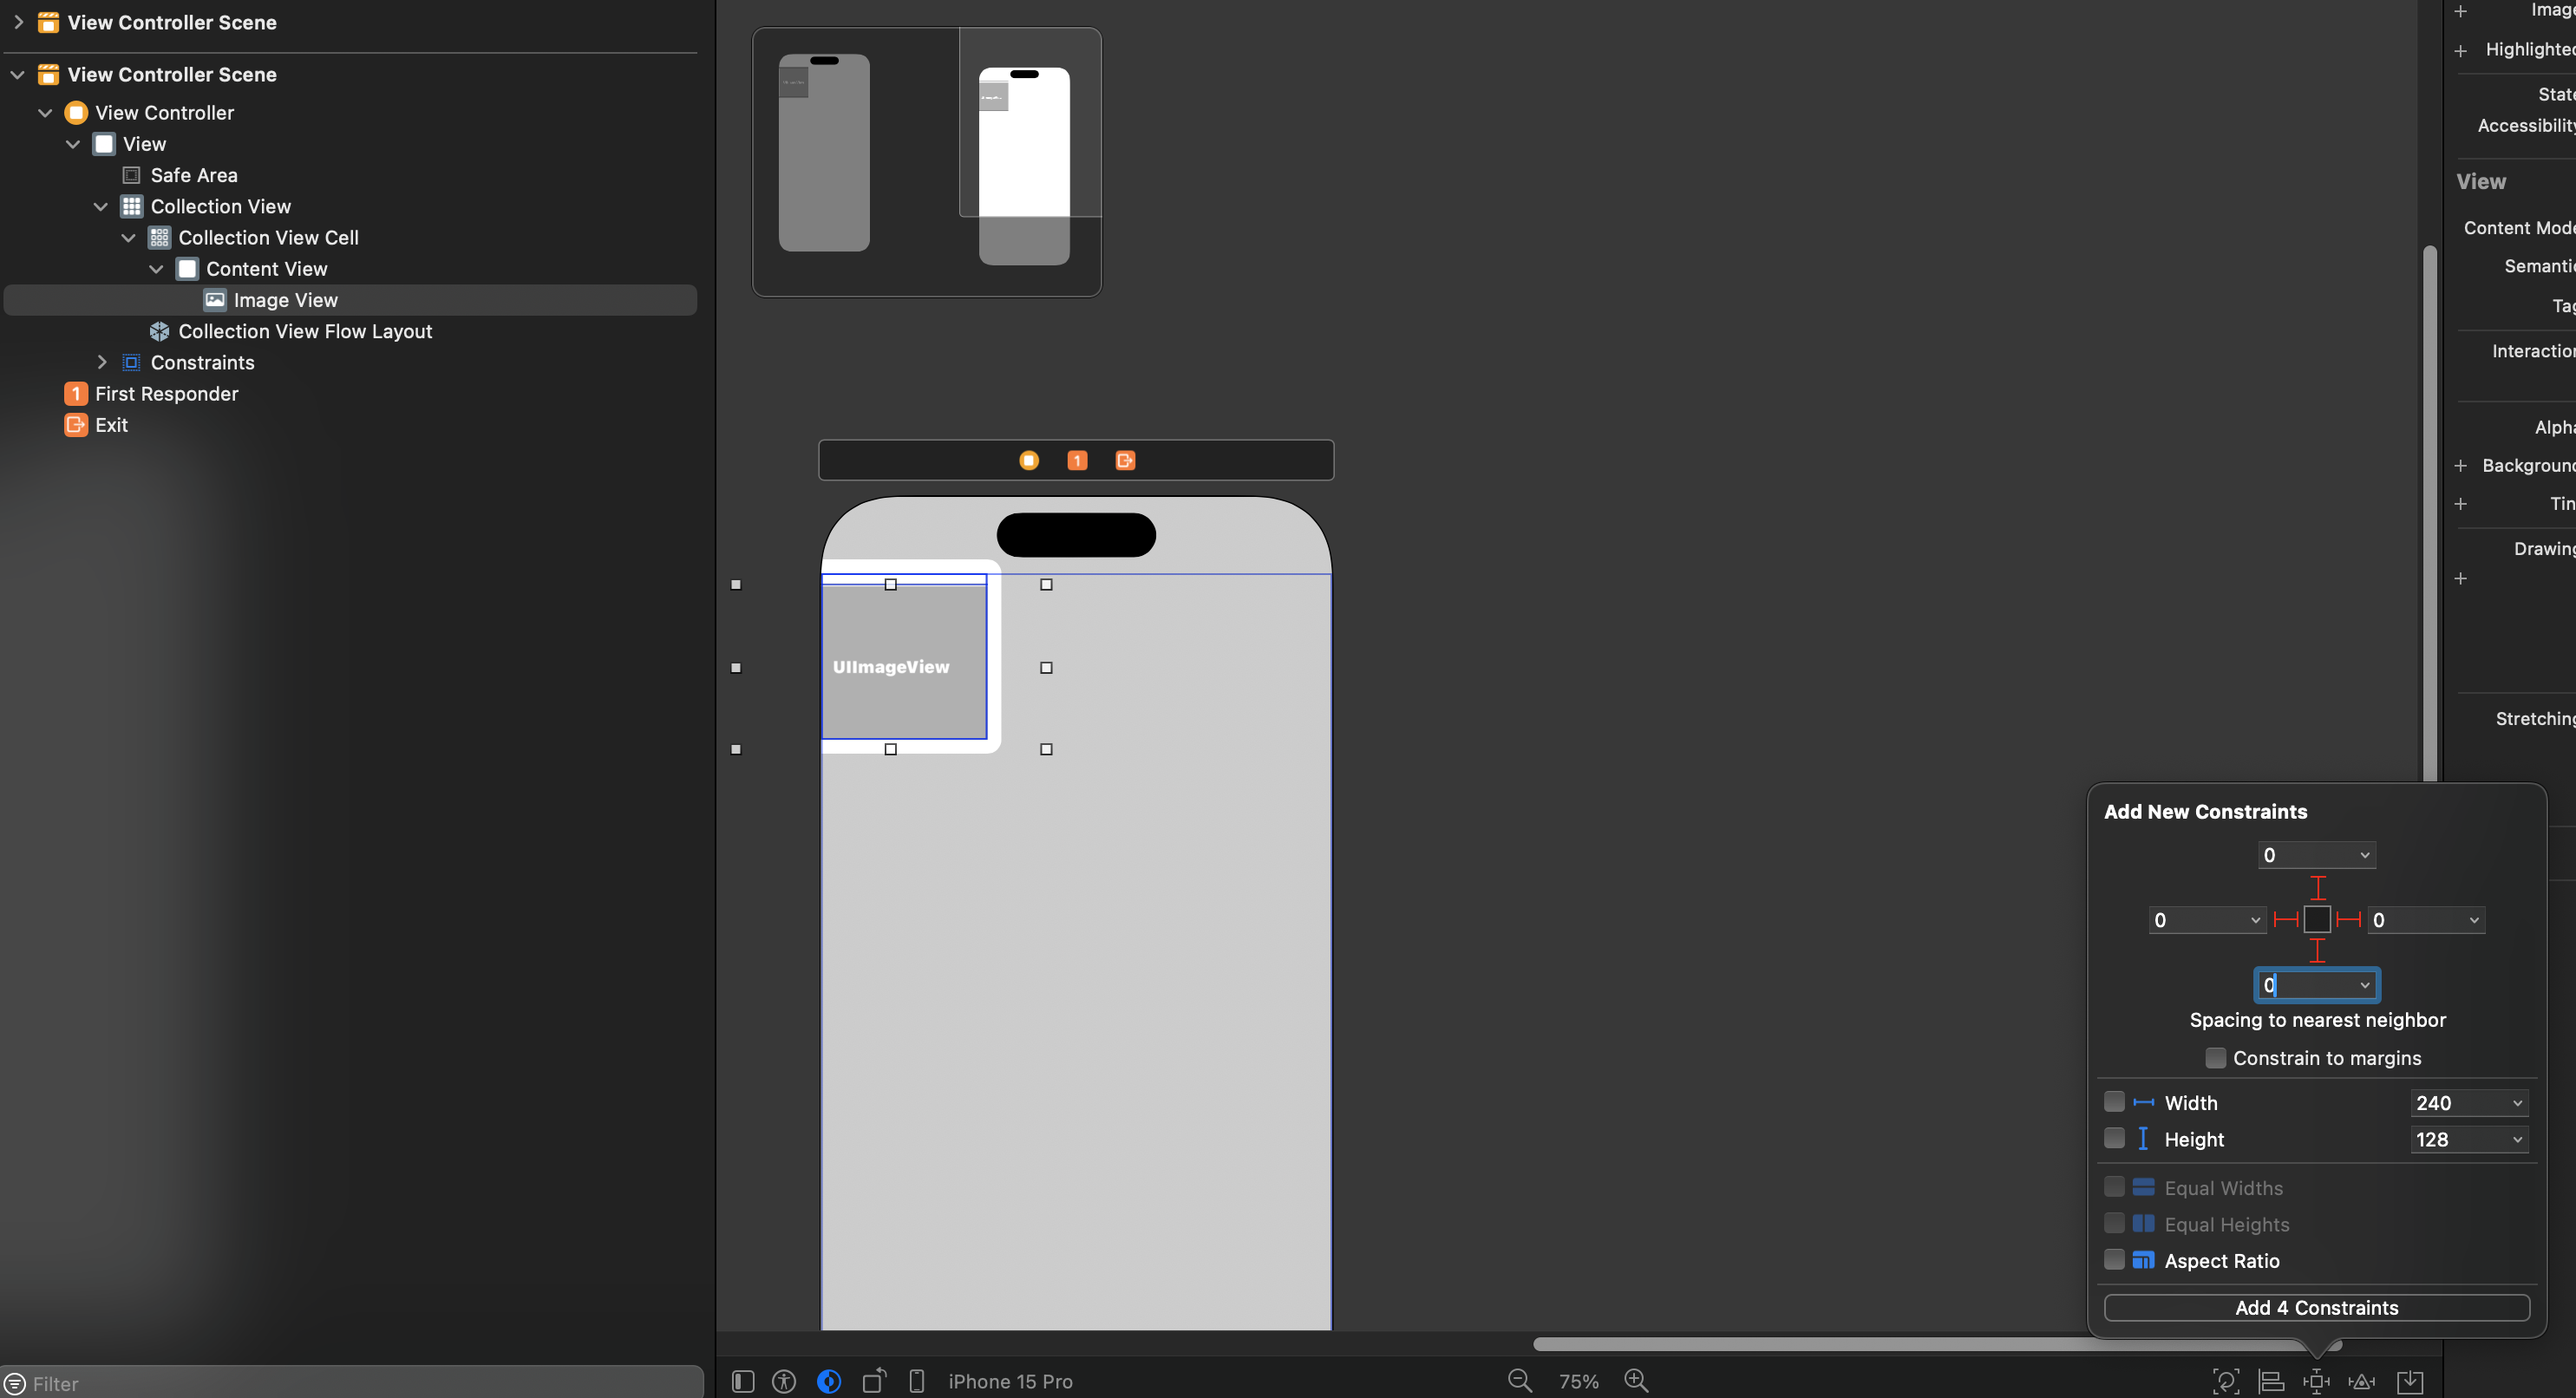 View Controller Scene
View Controller Scene
View Controller
View
Safe Area
Collection View
Collection View Cell
Content View
Image View
Collection View Flow Layout
Constraints
1 First Responder
Exit
Filter
1
UIImageView
iPhone 15 Pro
75%
Image
Highlighted
State
Accessibility
View
Content Mode
Semantic
Tag
Interaction
Alpha
Background
Tin
Drawing
Stretching
Add New Constraints
0
0 0
0
Spacing to nearest neighbor
Constrain to margins
Width 240
Height 128
Equal Widths
Equal Heights
Aspect Ratio
Add 4 Constraints